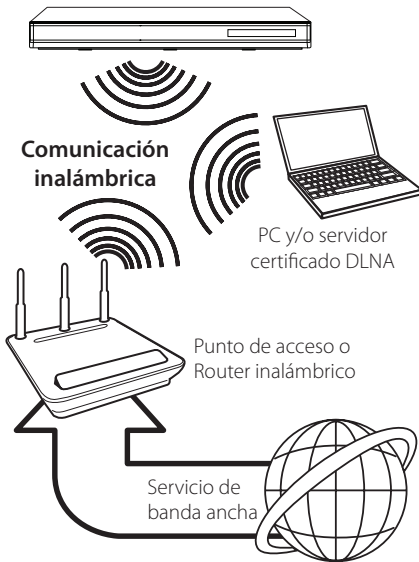 Comunicación
inalámbrica
PC y/o servidor
certificado DLNA
Punto de acceso o
Router inalámbrico
Servicio de
banda ancha